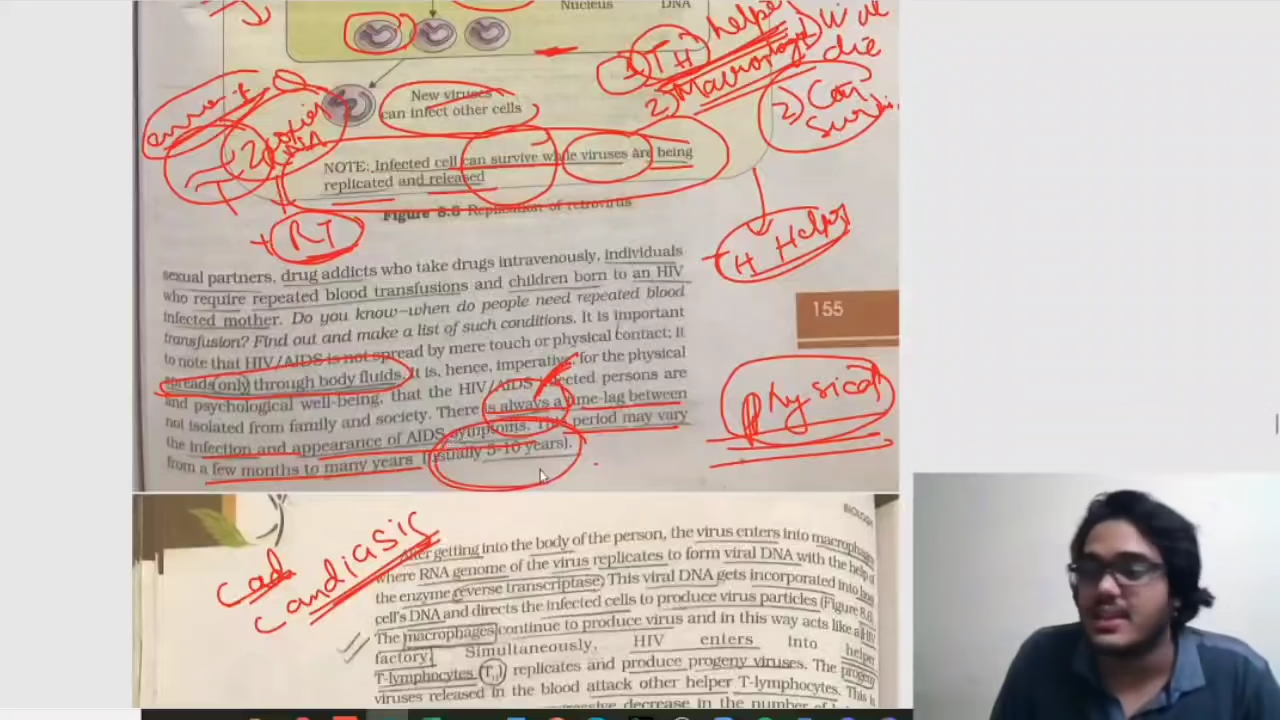 Nucleus DNA
helper
1) TH
2) Macrophage
die
2) Can
New viruses
can infect other cells
NOTE: Infected cell can survive while viruses are being
replicated and released
+ RT
Figure 8.6 Replication of retrovirus
sexual partners, drug addicts who take drugs intravenously, individuals
who require repeated blood transfusions and children born to an HIV
infected mother. Do you know–when do people need repeated blood
transfusion? Find out and make a list of such conditions. It is important
to note that HIV/AIDS is not spread by mere touch or physical contact; it
spreads only through body fluids. It is, hence, imperative, for the physical
and psychological well-being, that the HIV/AIDS infected persons are
not isolated from family and society. There is always a time-lag between
the infection and appearance of AIDS symptoms. This period may vary
from a few months to many years (usually 5-10 years).
155
Physical
BIOLOGY
candiasis
After getting into the body of the person, the virus enters into macrophages
where RNA genome of the virus replicates to form viral DNA with the help of
the enzyme reverse transcriptase. This viral DNA gets incorporated into host
cell's DNA and directs the infected cells to produce virus particles (Figure 8.6).
The macrophages continue to produce virus and in this way acts like a HIV
factory. Simultaneously, HIV enters into helper
T-lymphocytes (TH), replicates and produce progeny viruses. The progeny
viruses released in the blood attack other helper T-lymphocytes. This is
decrease in the number of